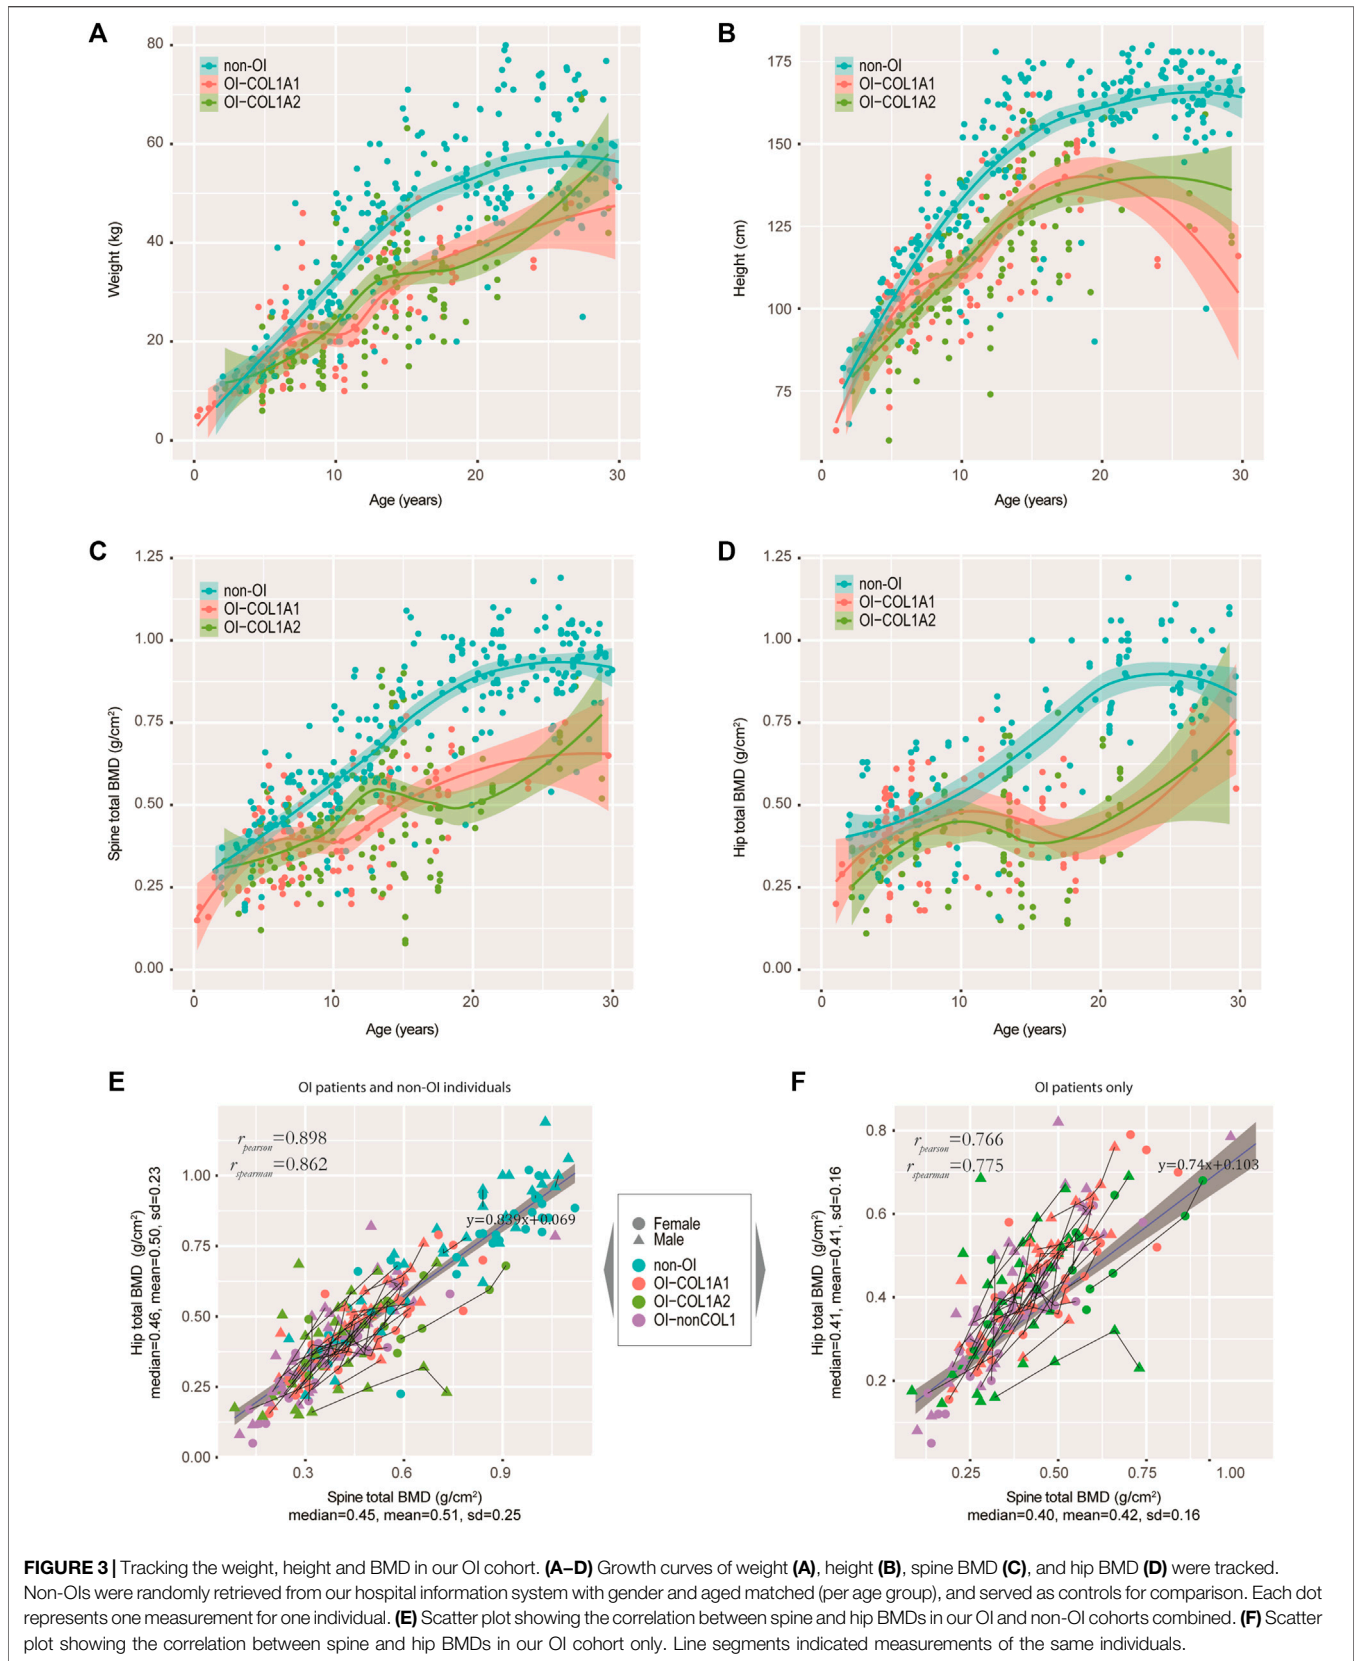 A
80
60
40
20
0
Weight (kg)
non-OI
OI-COL1A1
OI-COL1A2
0 10 20 30
Age (years)
B
175
150
125
100
75
Height (cm)
non-OI
OI-COL1A1
OI-COL1A2
0 10 20 30
Age (years)
C
1.25
1.00
0.75
0.50
0.25
0.00
Spine total BMD (g/cm²)
non-OI
OI-COL1A1
OI-COL1A2
0 10 20 30
Age (years)
D
1.25
1.00
0.75
0.50
0.25
0.00
Hip total BMD (g/cm²)
non-OI
OI-COL1A1
OI-COL1A2
0 10 20 30
Age (years)
E
OI patients and non-OI individuals
r pearson =0.898
r spearman =0.862
y=0.839x+0.069
1.00
0.75
0.50
0.25
0.00
Hip total BMD (g/cm²)
median=0.46, mean=0.50, sd=0.23
0.3 0.6 0.9
Spine total BMD (g/cm²)
median=0.45, mean=0.51, sd=0.25
Female
Male
non-OI
OI-COL1A1
OI-COL1A2
OI-nonCOL1
F
OI patients only
r pearson =0.766
r spearman =0.775
y=0.74x+0.103
0.8
0.6
0.4
0.2
Hip total BMD (g/cm²)
median=0.41, mean=0.41, sd=0.16
0.25 0.50 0.75 1.00
Spine total BMD (g/cm²)
median=0.40, mean=0.42, sd=0.16
FIGURE 3 | Tracking the weight, height and BMD in our OI cohort. (A–D) Growth curves of weight (A), height (B), spine BMD (C), and hip BMD (D) were tracked.
Non-OIs were randomly retrieved from our hospital information system with gender and aged matched (per age group), and served as controls for comparison. Each dot
represents one measurement for one individual. (E) Scatter plot showing the correlation between spine and hip BMDs in our OI and non-OI cohorts combined. (F) Scatter
plot showing the correlation between spine and hip BMDs in our OI cohort only. Line segments indicated measurements of the same individuals.